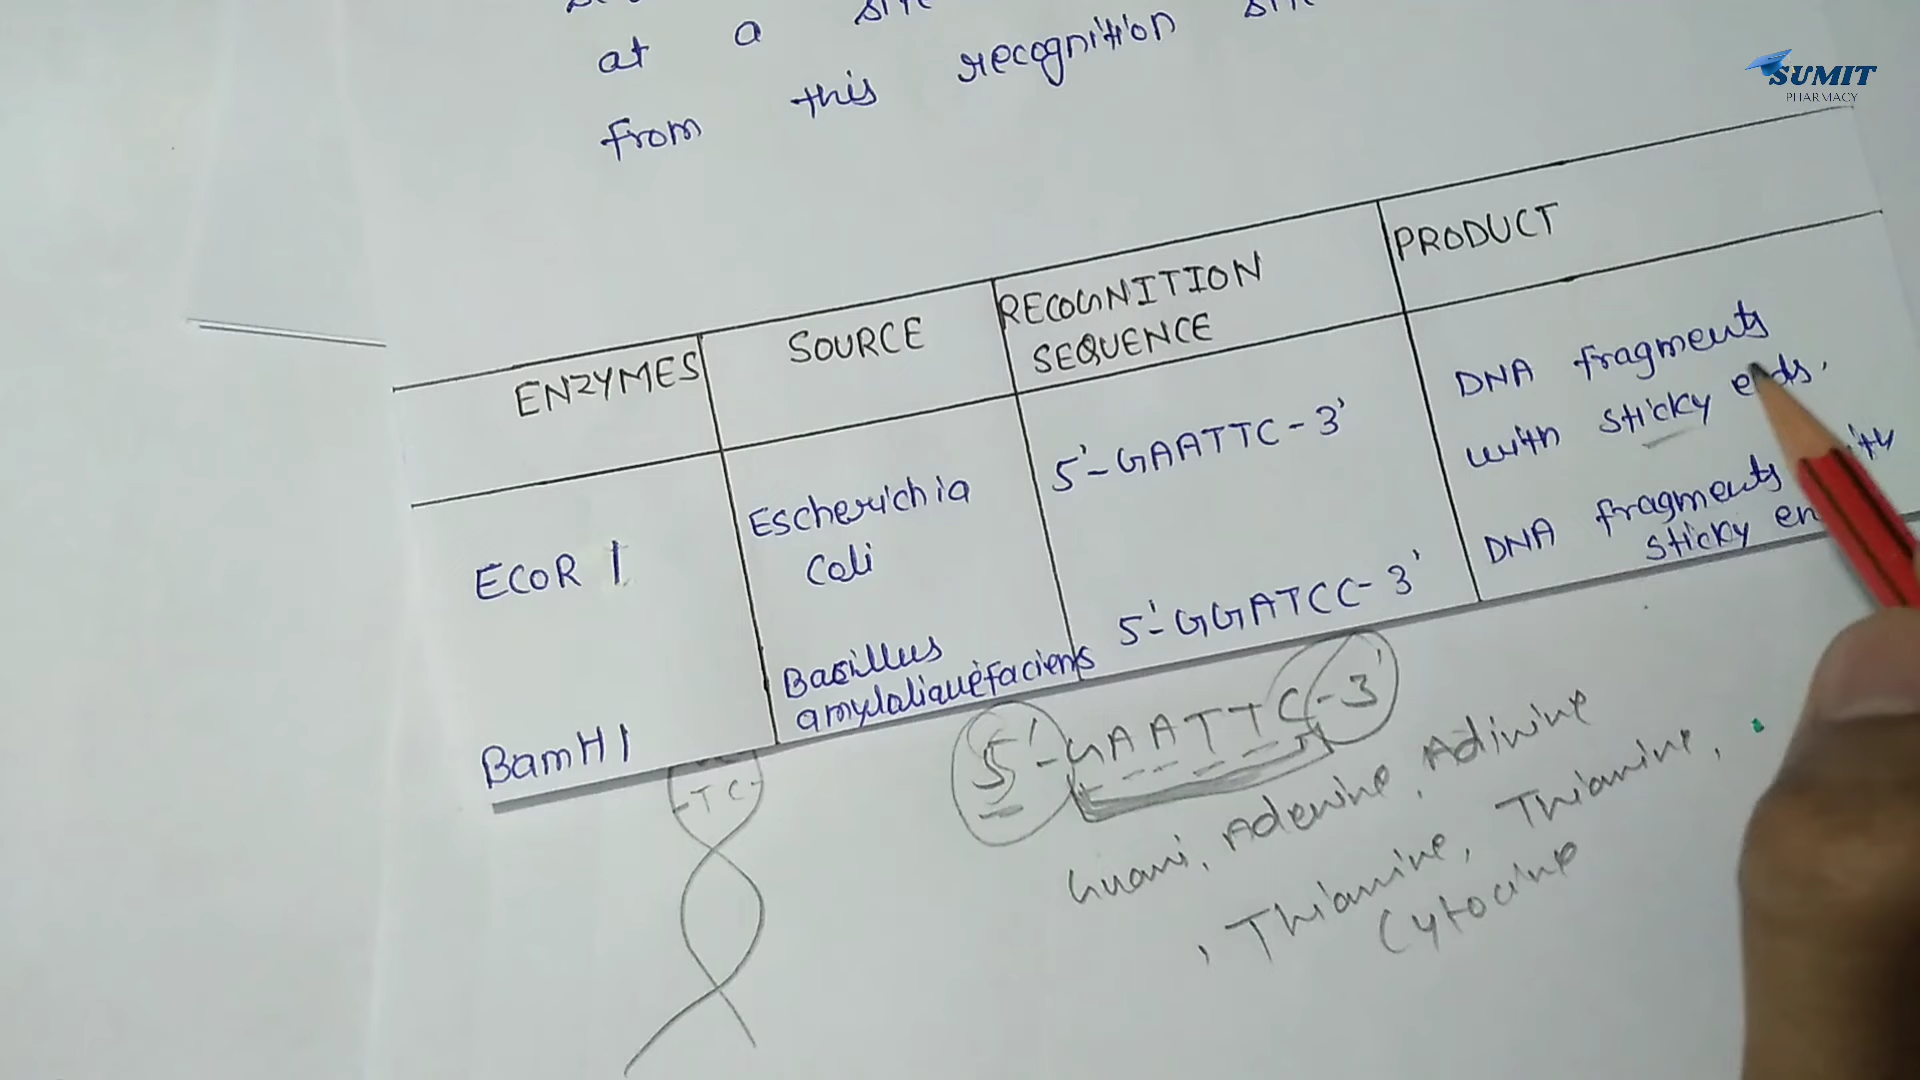 at a
from this recognition
SUMIT
PHARMACY
ENZYMES SOURCE RECOGNITION SEQUENCE PRODUCT
ECOR I
Escherichia
Coli
5'-GAATTC-3'
DNA fragments
with sticky ends.
BamHI
Bacillus
amylaliquefaciens
5'-GGATCC-3'
DNA fragments
sticky
-TC-
5'-GAATTC-3'
Guani, Adenine, Adinine
, Thiamine, Thiamine,
Cytocine